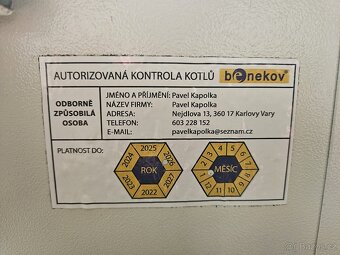 AUTORIZOVANÁ KONTROLA KOTLŮ benekov
ODBORNĚ ZPŮSOBILÁ OSOBA
JMÉNO A PŘÍJMENÍ: Pavel Kapolka
NÁZEV FIRMY: Pavel Kapolka
ADRESA: Nejdlova 13, 360 17 Karlovy Vary
TELEFON: 603 228 152
E-MAIL: pavelkapolka@seznam.cz
PLATNOST DO:
2025
2024 2026
ROK
2023 2027
2022
MĚSÍC
1 2 3 4 5 6 7 8 9 10 11 12